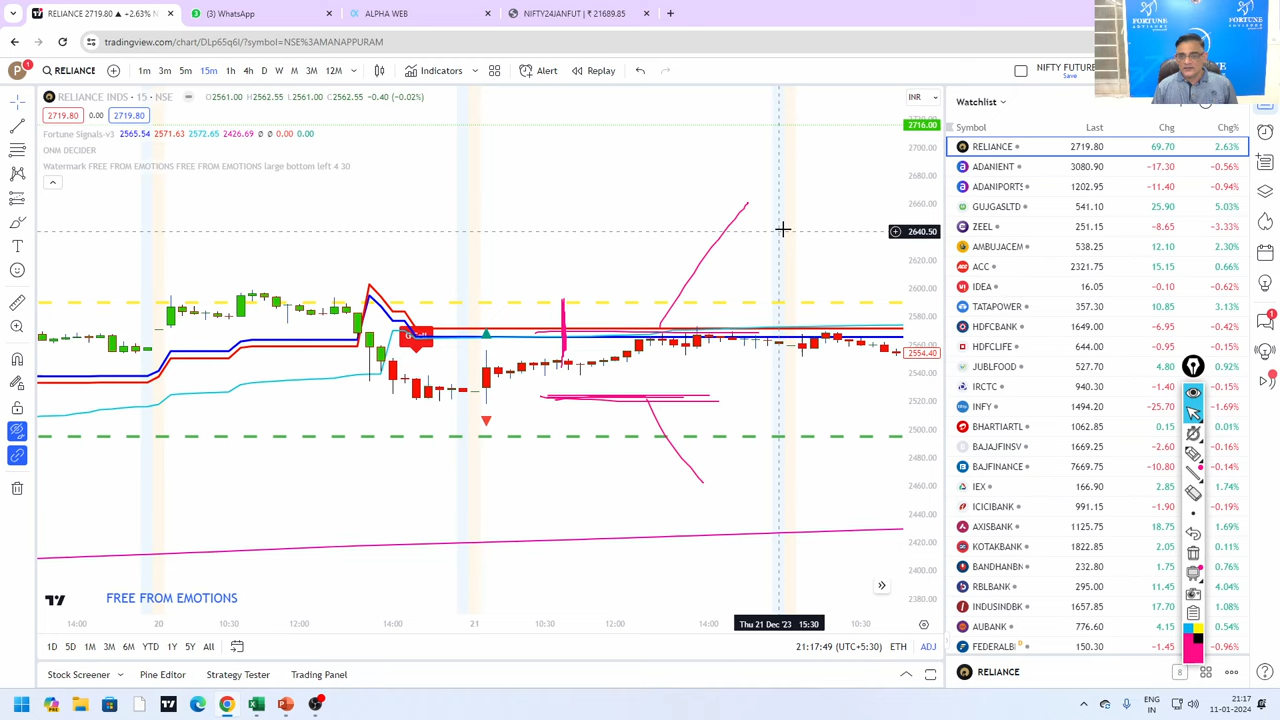 RELIANCE 2719.80 ▲ +2.63% N
(3) WhatsApp
ALPHA WEB
NIFTYJANFUT | ₹ 21689.85
tradingview.com/chart/DLp65q6l/?symbol=NSE%3AMANAPPURAM
P 1 RELIANCE 1m 3m 5m 15m 1h 4h D W M 3M 12M Indicators Alert Replay NIFTY FUTURE
Save
FORTUNE
ADVISORY
FORTUNE
ADVISORY
RELIANCE INDS · 15 · NSE O2561.00 H2562.55 L2561.00 C2562.55 −0.40
2719.80 0.00 2719.80
Fortune Signals-v3 2565.54 2571.63 2572.65 2426.69 ∅ ∅ 0.00 0.00
ONM DECIDER
Watermark FREE FROM EMOTIONS FREE FROM EMOTIONS large bottom left 4 30
INR
2716.00
2700.00
2680.00
2660.00
2640.50
2620.00
2600.00
2580.00
2560.00
2554.40
2540.00
2520.00
2500.00
2480.00
2460.00
2440.00
2420.00
2400.00
2380.00
FREE FROM EMOTIONS
14:00 20 10:30 12:00 14:00 21 10:30 12:00 14:00 Thu 21 Dec '23 15:30 10:30
1D 5D 1M 3M 6M YTD 1Y 5Y All 21:17:49 (UTC+5:30) ETH ADJ
Stock Screener Pine Editor Strategy Tester Trading Panel
Watchlist
Symbol Last Chg Chg%
RELIANCE 2719.80 69.70 2.63%
ADANIENT 3080.90 −17.30 −0.56%
ADANIPORTS 1202.95 −11.40 −0.94%
GUJGASLTD 541.10 25.90 5.03%
ZEEL 251.15 −8.65 −3.33%
AMBUJACEM 538.25 12.10 2.30%
ACC 2321.75 15.15 0.66%
IDEA 16.05 −0.10 −0.62%
TATAPOWER 357.30 10.85 3.13%
HDFCBANK 1649.00 −6.95 −0.42%
HDFCLIFE 644.00 −0.95 −0.15%
JUBLFOOD 527.70 4.80 0.92%
IRCTC 940.30 −1.40 −0.15%
INFY 1494.20 −25.70 −1.69%
BHARTIARTL 1062.85 0.15 0.01%
BAJAJFINSV 1669.25 −2.60 −0.16%
BAJFINANCE 7669.75 −10.80 −0.14%
IEX 166.90 2.85 1.74%
ICICIBANK 991.15 −1.90 −0.19%
AXISBANK 1125.75 18.75 1.69%
KOTAKBANK 1822.85 2.05 0.11%
BANDHANBN 232.80 1.75 0.76%
RBLBANK 295.00 11.45 4.04%
INDUSINDBK 1657.85 17.70 1.08%
AUBANK 776.60 4.15 0.54%
FEDERALBI 150.30 −1.45 −0.96%
RELIANCE 8
ENG
IN
21:17
11-01-2024